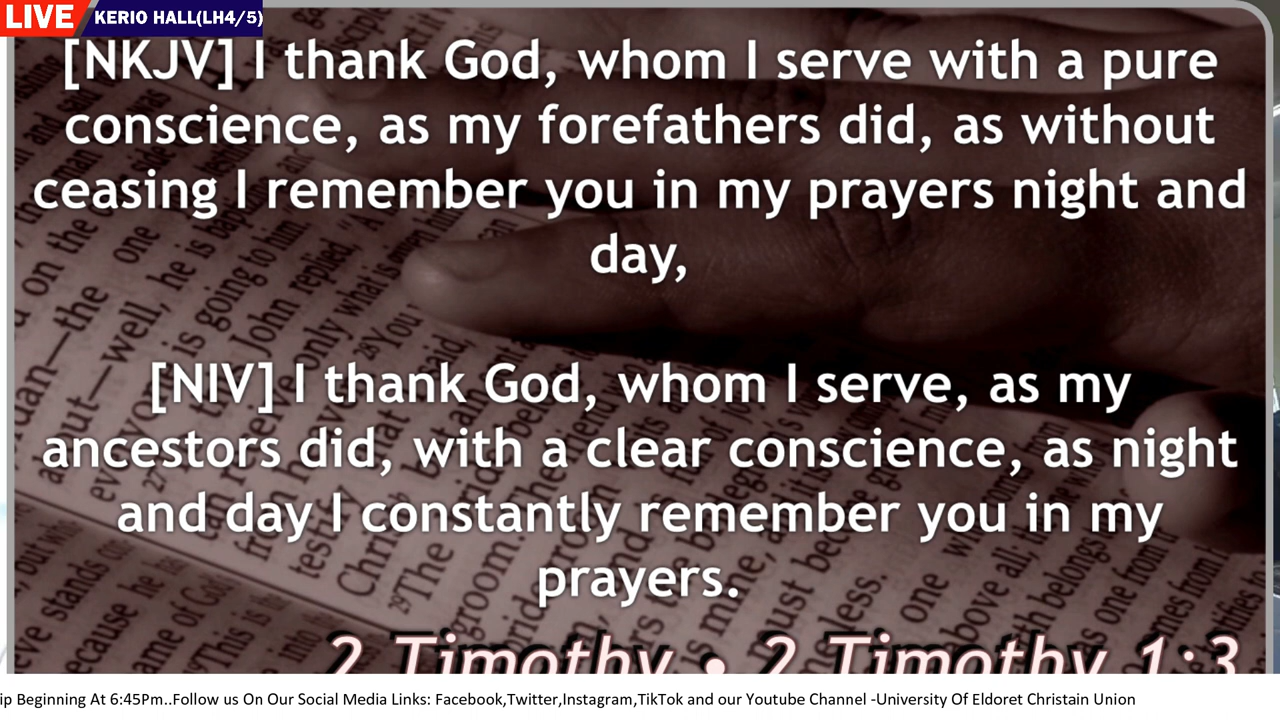 LIVE KERIO HALL(LH4/5)
[NKJV] I thank God, whom I serve with a pure
conscience, as my forefathers did, as without
ceasing I remember you in my prayers night and
day,
[NIV] I thank God, whom I serve, as my
ancestors did, with a clear conscience, as night
and day I constantly remember you in my
prayers.
2 Timothy • 2 Timothy 1:3
ip Beginning At 6:45Pm..Follow us On Our Social Media Links: Facebook,Twitter,Instagram,TikTok and our Youtube Channel -University Of Eldoret Christain Union